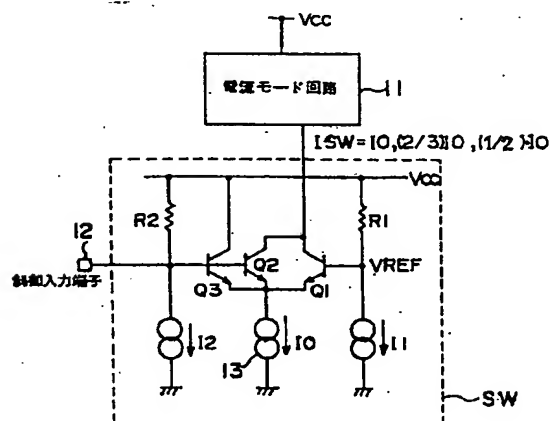 VCC
電流モード回路
11
ISW=I0,(2/3)I0,(1/2)I0
VCC
R2
R1
12
制御入力端子
Q3
Q2
Q1
VREF
I2
I0
I1
13
SW